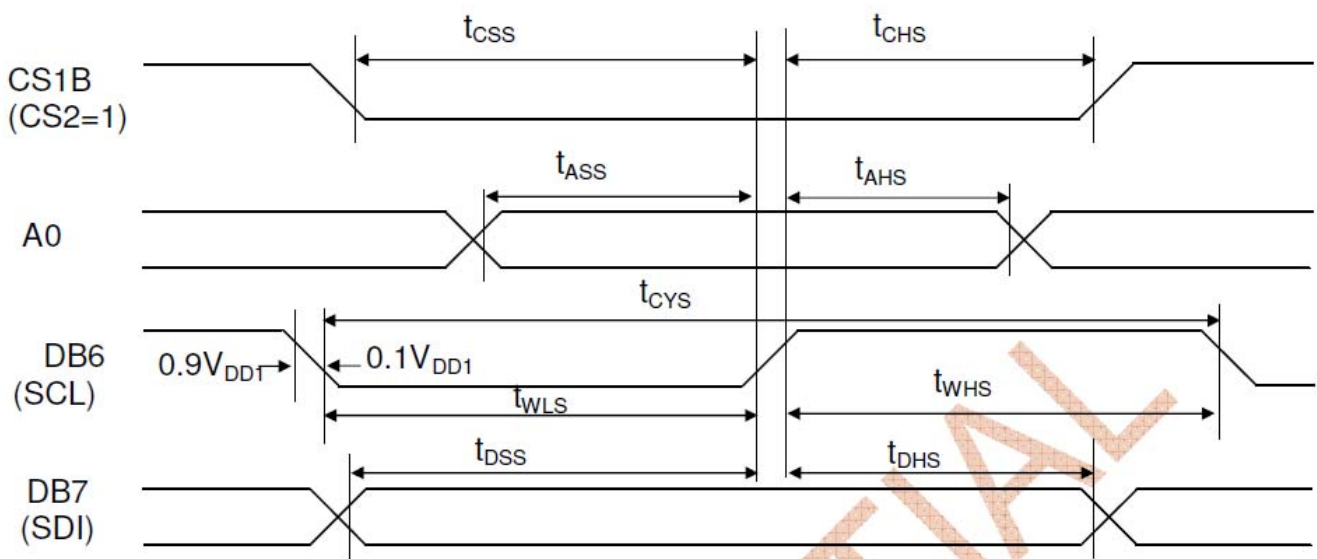 tCSS
tCHS
CS1B
(CS2=1)
tASS
tAHS
A0
tCYS
DB6
(SCL)
0.9VDD1
0.1VDD1
tWLS
tWHS
tDSS
tDHS
DB7
(SDI)
TIAL